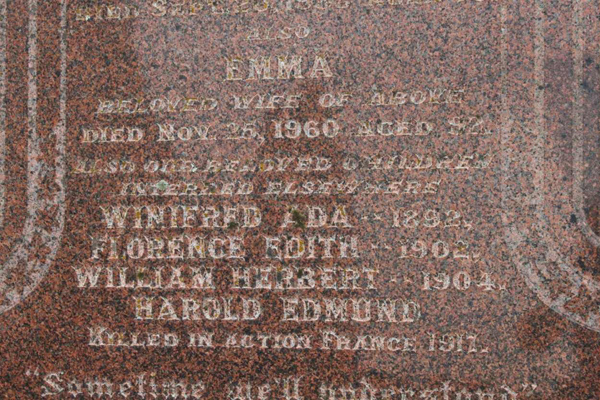 DIED
ALSO
EMMA
BELOVED WIFE OF ABOVE
DIED NOV. 26, 1960 AGED
ALSO OUR BELOVED CHILDREN
INTERRED ELSEWHERE
WINIFRED ADA -- 1892.
FLORENCE EDITH -- 1902.
WILLIAM HERBERT -- 1904.
HAROLD EDMUND
KILLED IN ACTION FRANCE 1917.
"Sometime we'll understand"